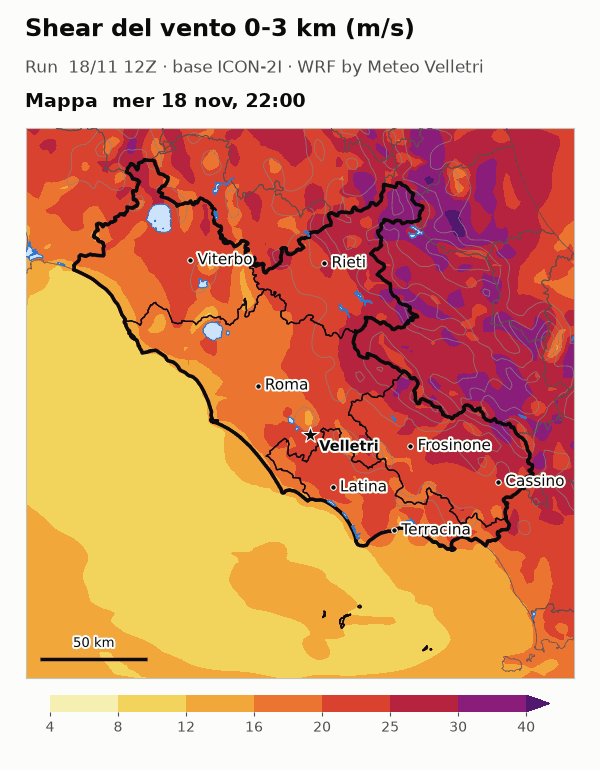 Shear del vento 0-3 km (m/s)
Run  18/11 12Z · base ICON-2I · WRF by Meteo Velletri
Mappa  mer 18 nov, 22:00
Viterbo
Rieti
Roma
Velletri
Frosinone
Cassino
Latina
Terracina
50 km
4 8 12 16 20 25 30 40